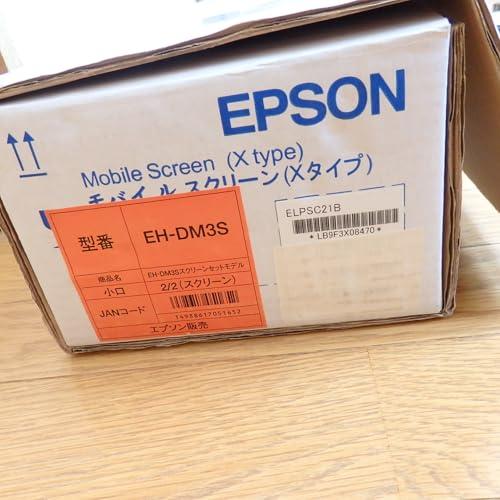 EPSON
Mobile Screen (X type)
モバイル スクリーン(Xタイプ)
ELPSC21B
*LB9F3X08470*
型番 EH-DM3S
商品名 EH-DM3Sスクリーンセットモデル
小口 2/2(スクリーン)
JANコード
14988617051652
エプソン販売